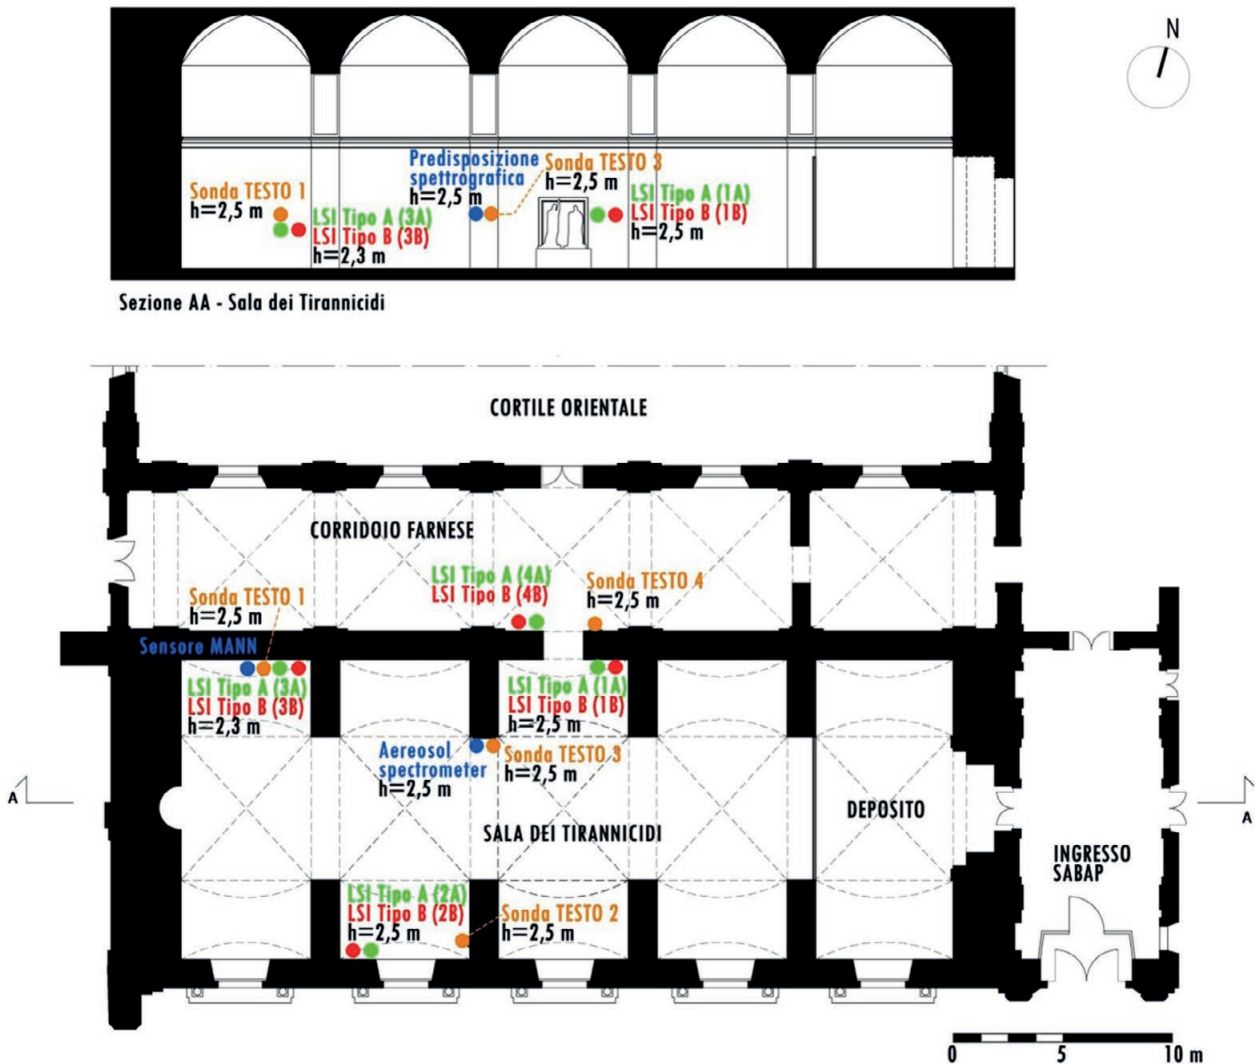 N
Predisposizione
spettrografica
h=2,5 m
Sonda TESTO 3
h=2,5 m
Sonda TESTO 1
h=2,5 m
LSI Tipo A (3A)
LSI Tipo B (3B)
h=2,3 m
LSI Tipo A (1A)
LSI Tipo B (1B)
h=2,5 m
Sezione AA - Sala dei Tirannicidi
CORTILE ORIENTALE
CORRIDOIO FARNESE
LSI Tipo A (4A)
LSI Tipo B (4B)
Sonda TESTO 4
h=2,5 m
Sonda TESTO 1
h=2,5 m
Sensore MANN
LSI Tipo A (3A)
LSI Tipo B (3B)
h=2,3 m
LSI Tipo A (1A)
LSI Tipo B (1B)
h=2,5 m
Aereosol
spectrometer
h=2,5 m
Sonda TESTO 3
h=2,5 m
A
A
DEPOSITO
SALA DEI TIRANNICIDI
INGRESSO
SABAP
LSI Tipo A (2A)
LSI Tipo B (2B)
h=2,5 m
Sonda TESTO 2
h=2,5 m
0 5 10 m